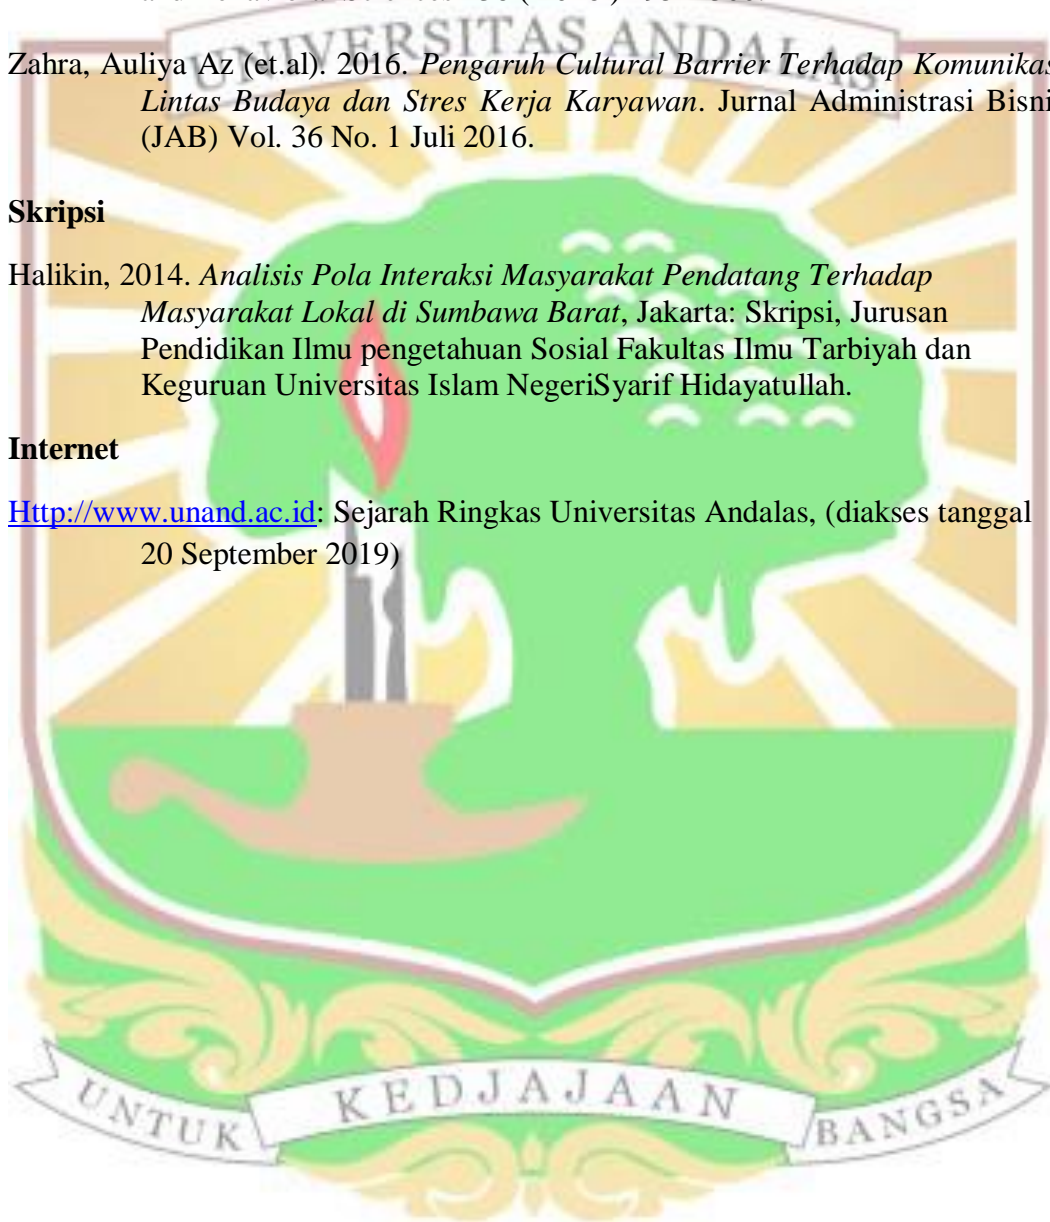 UNIVERSITAS ANDALAS
Zahra, Auliya Az (et.al). 2016. Pengaruh Cultural Barrier Terhadap Komunikas
Lintas Budaya dan Stres Kerja Karyawan. Jurnal Administrasi Bisni
(JAB) Vol. 36 No. 1 Juli 2016.
Skripsi
Halikin, 2014. Analisis Pola Interaksi Masyarakat Pendatang Terhadap
Masyarakat Lokal di Sumbawa Barat, Jakarta: Skripsi, Jurusan
Pendidikan Ilmu pengetahuan Sosial Fakultas Ilmu Tarbiyah dan
Keguruan Universitas Islam NegeriSyarif Hidayatullah.
Internet
Http://www.unand.ac.id: Sejarah Ringkas Universitas Andalas, (diakses tanggal
20 September 2019)
UNTUK KEDJAJAAN BANGSA